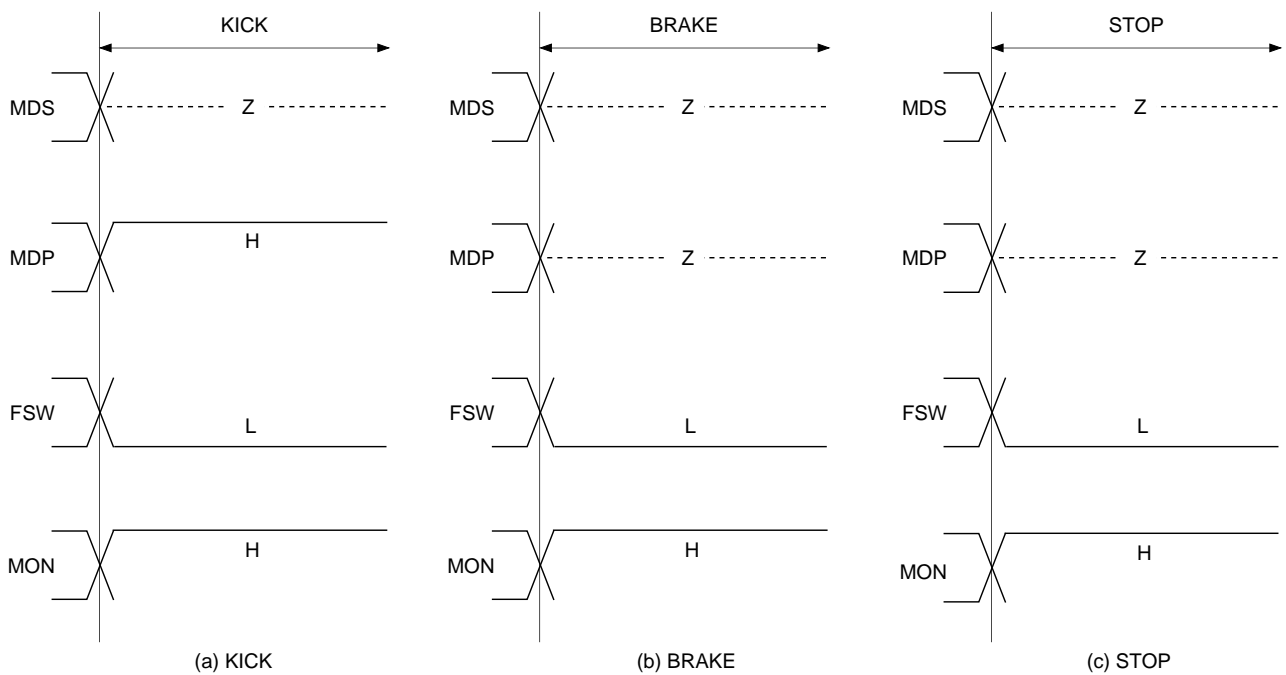 KICK
MDS
Z
MDP
H
FSW
L
MON
H
(a) KICK
BRAKE
MDS
Z
MDP
Z
FSW
L
MON
H
(b) BRAKE
STOP
MDS
Z
MDP
Z
FSW
L
MON
H
(c) STOP